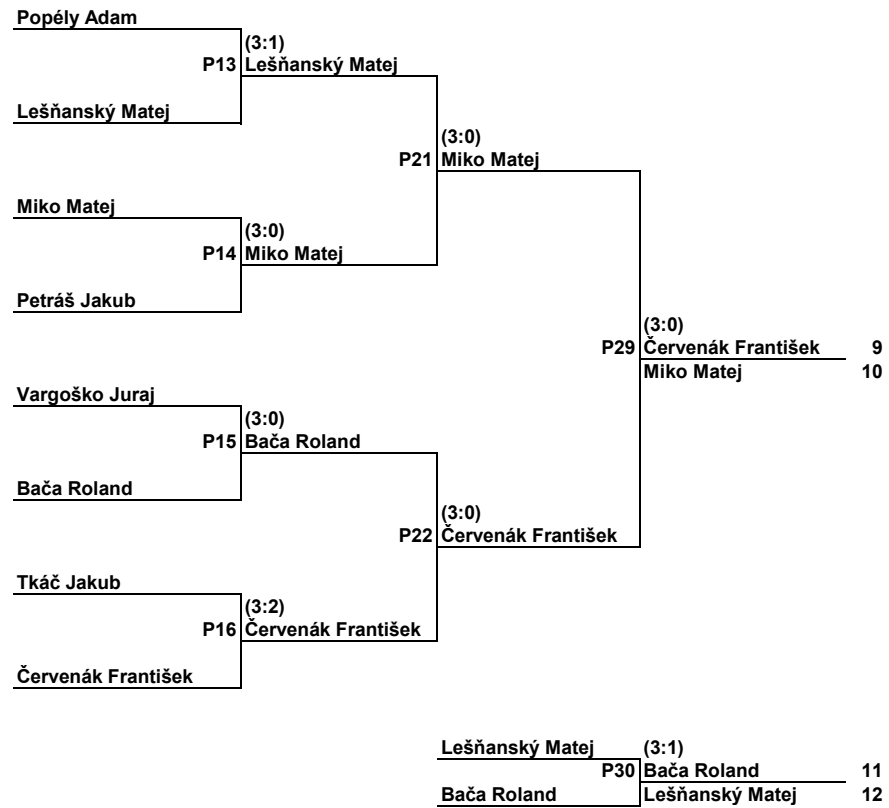 Popély Adam
(3:1)
P13 Lešňanský Matej
Lešňanský Matej
(3:0)
P21 Miko Matej
Miko Matej
(3:0)
P14 Miko Matej
Petráš Jakub
(3:0)
P29 Červenák František 9
Miko Matej 10
Vargoško Juraj
(3:0)
P15 Bača Roland
Bača Roland
(3:0)
P22 Červenák František
Tkáč Jakub
(3:2)
P16 Červenák František
Červenák František
Lešňanský Matej (3:1)
P30 Bača Roland 11
Bača Roland Lešňanský Matej 12